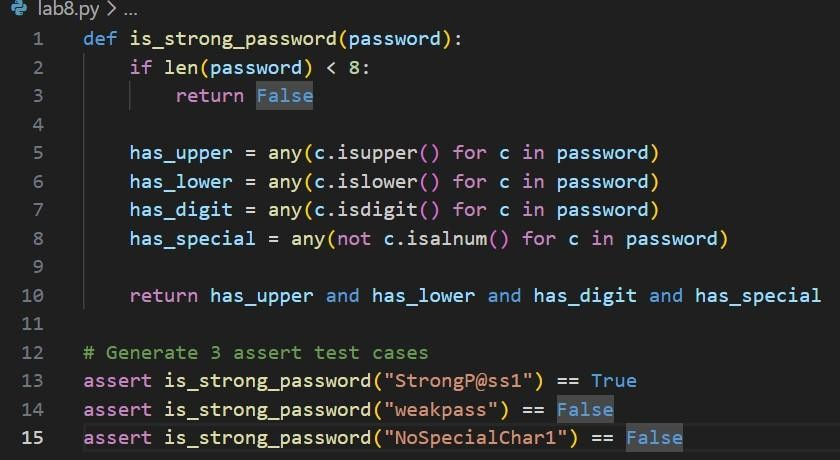 lab8.py > ...
1 def is_strong_password(password):
2     if len(password) < 8:
3         return False
4
5     has_upper = any(c.isupper() for c in password)
6     has_lower = any(c.islower() for c in password)
7     has_digit = any(c.isdigit() for c in password)
8     has_special = any(not c.isalnum() for c in password)
9
10     return has_upper and has_lower and has_digit and has_special
11
12 # Generate 3 assert test cases
13 assert is_strong_password("StrongP@ss1") == True
14 assert is_strong_password("weakpass") == False
15 assert is_strong_password("NoSpecialChar1") == False